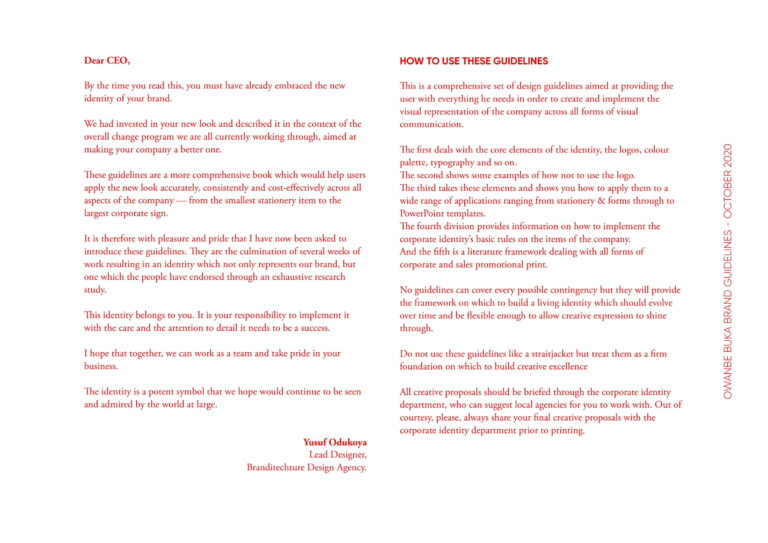 Dear CEO,
By the time you read this, you must have already embraced the new
identity of your brand.
We had invested in your new look and described it in the context of the
overall change program we are all currently working through, aimed at
making your company a better one.
These guidelines are a more comprehensive book which would help users
apply the new look accurately, consistently and cost-effectively across all
aspects of the company — from the smallest stationery item to the
largest corporate sign.
It is therefore with pleasure and pride that I have now been asked to
introduce these guidelines. They are the culmination of several weeks of
work resulting in an identity which not only represents our brand, but
one which the people have endorsed through an exhaustive research
study.
This identity belongs to you. It is your responsibility to implement it
with the care and the attention to detail it needs to be a success.
I hope that together, we can work as a team and take pride in your
business.
The identity is a potent symbol that we hope would continue to be seen
and admired by the world at large.
Yusuf Odukoya
Lead Designer,
Branditechture Design Agency.
HOW TO USE THESE GUIDELINES
This is a comprehensive set of design guidelines aimed at providing the
user with everything he needs in order to create and implement the
visual representation of the company across all forms of visual
communication.
The first deals with the core elements of the identity, the logos, colour
palette, typography and so on.
The second shows some examples of how not to use the logo.
The third takes these elements and shows you how to apply them to a
wide range of applications ranging from stationery & forms through to
PowerPoint templates.
The fourth division provides information on how to implement the
corporate identity's basic rules on the items of the company.
And the fifth is a literature framework dealing with all forms of
corporate and sales promotional print.
No guidelines can cover every possible contingency but they will provide
the framework on which to build a living identity which should evolve
over time and be flexible enough to allow creative expression to shine
through.
Do not use these guidelines like a straitjacket but treat them as a firm
foundation on which to build creative excellence
All creative proposals should be briefed through the corporate identity
department, who can suggest local agencies for you to work with. Out of
courtesy, please, always share your final creative proposals with the
corporate identity department prior to printing.
OWANBE BUKA BRAND GUIDELINES - OCTOBER 2020